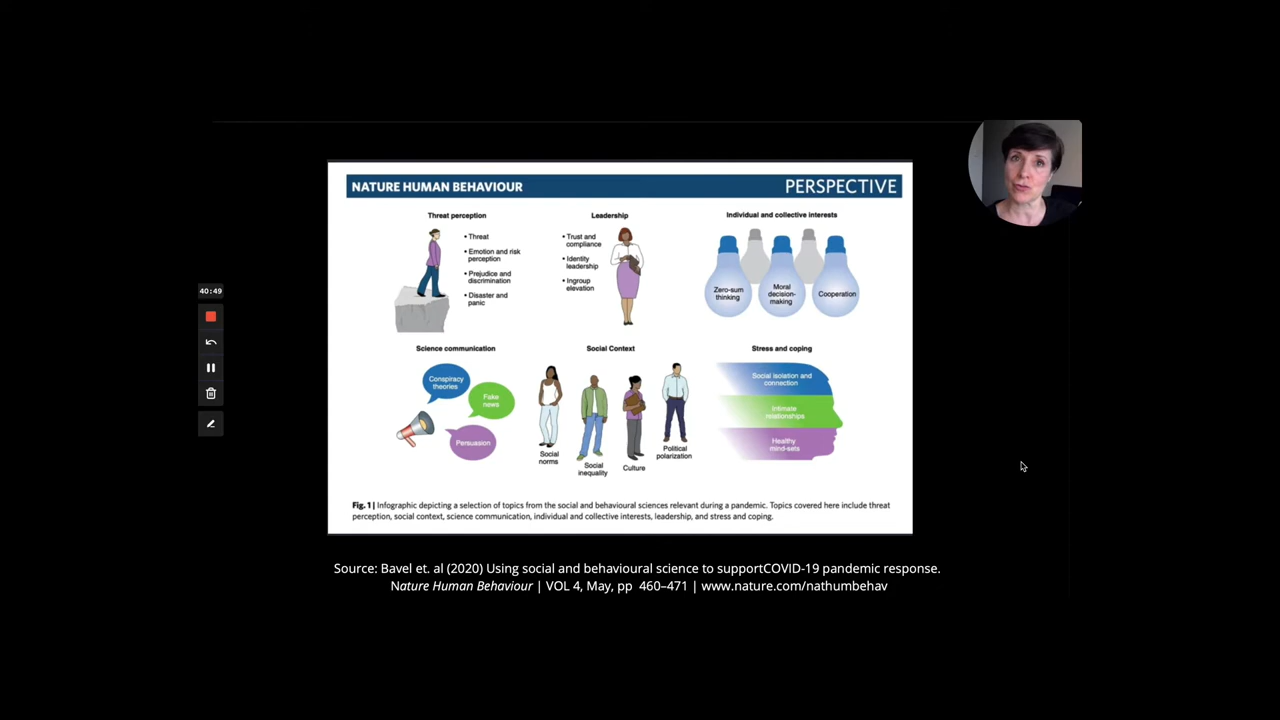 NATURE HUMAN BEHAVIOUR
PERSPECTIVE
Threat perception
• Threat
• Emotion and risk
perception
• Prejudice and
discrimination
• Disaster and
panic
Leadership
• Trust and
compliance
• Identity
leadership
• Ingroup
elevation
Individual and collective interests
Zero-sum
thinking
Moral
decision-
making
Cooperation
40:49
Science communication
Conspiracy
theories
Fake
news
Persuasion
Social Context
Social
norms
Social
inequality
Culture
Political
polarization
Stress and coping
Social isolation and
connection
Intimate
relationships
Healthy
mind-sets
Fig. 1 | Infographic depicting a selection of topics from the social and behavioural sciences relevant during a pandemic. Topics covered here include threat
perception, social context, science communication, individual and collective interests, leadership, and stress and coping.
Source: Bavel et. al (2020) Using social and behavioural science to supportCOVID-19 pandemic response.
Nature Human Behaviour | VOL 4, May, pp 460–471 | www.nature.com/nathumbehav